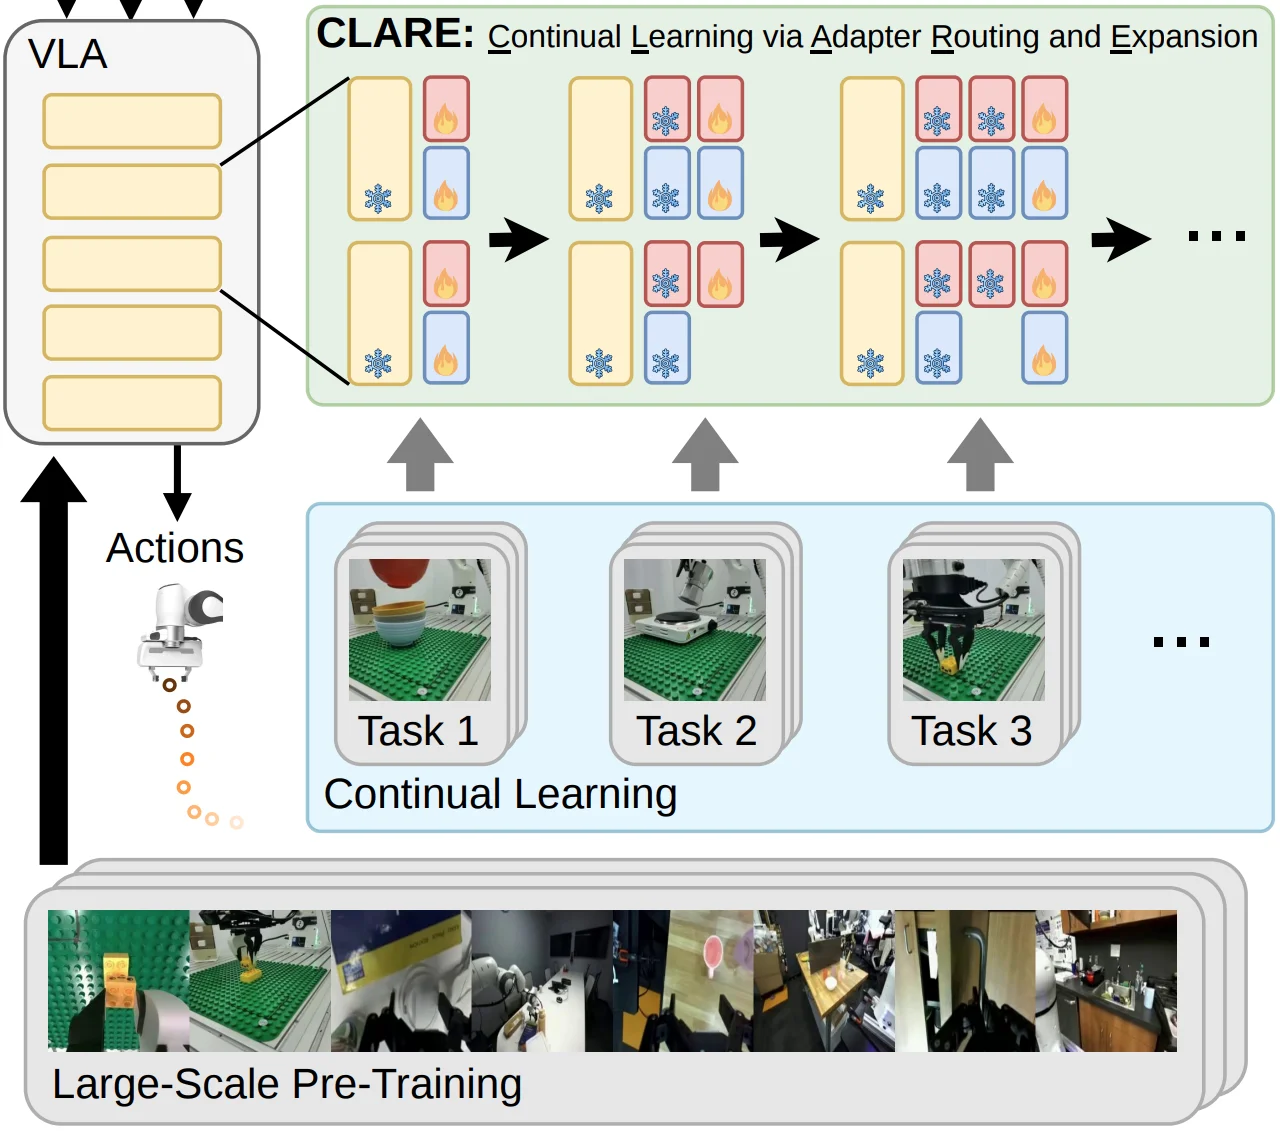 VLA
CLARE: Continual Learning via Adapter Routing and Expansion
Actions
Task 1
Task 2
Task 3
Continual Learning
Large-Scale Pre-Training